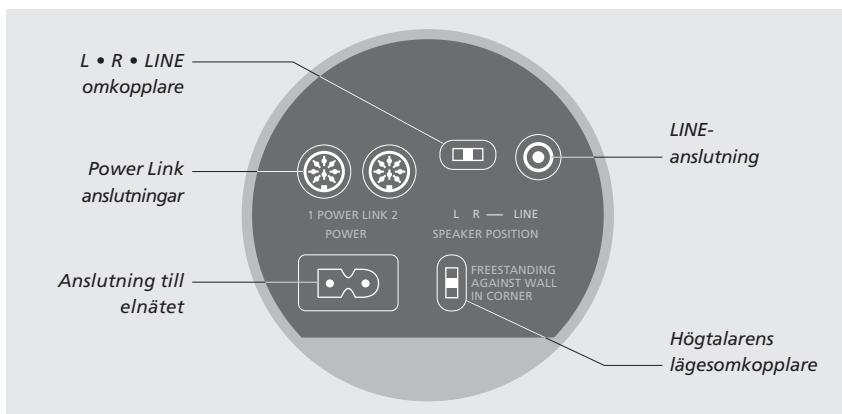 L • R • LINE
omkopplare
Power Link
anslutningar
Anslutning till
elnätet
1 POWER LINK 2
POWER
L R — LINE
SPEAKER POSITION
FREESTANDING
AGAINST WALL
IN CORNER
LINE-
anslutning
Högtalarens
lägesomkopplare